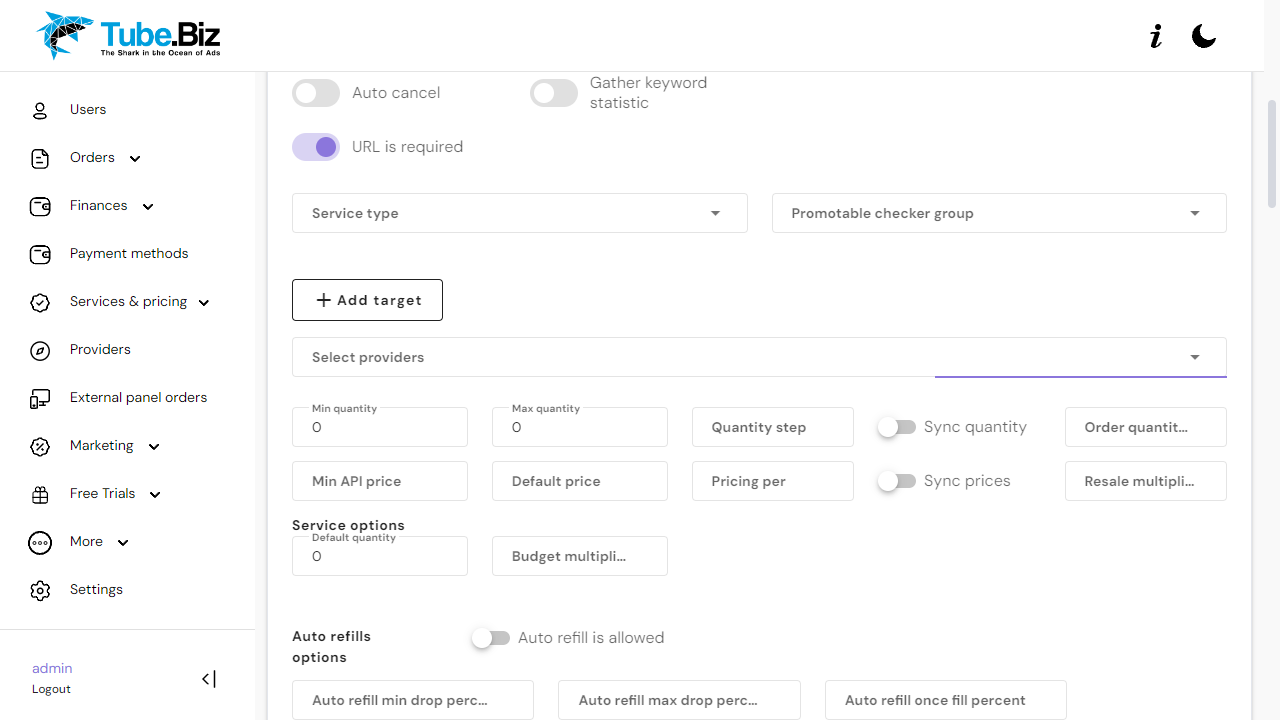 Tube.Biz
The Shark in the Ocean of Ads
Users
Orders
Finances
Payment methods
Services & pricing
Providers
External panel orders
Marketing
Free Trials
More
Settings
admin
Logout
Auto cancel
Gather keyword
statistic
URL is required
Service type
Promotable checker group
Add target
Select providers
Min quantity
0
Max quantity
0
Quantity step
Sync quantity
Order quantit...
Min API price
Default price
Pricing per
Sync prices
Resale multipli...
Service options
Default quantity
0
Budget multipli...
Auto refills
options
Auto refill is allowed
Auto refill min drop perc...
Auto refill max drop perc...
Auto refill once fill percent